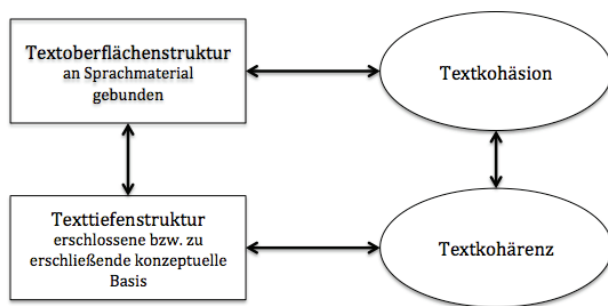 Textoberflächenstruktur
an Sprachmaterial
gebunden
Textkohäsion
Texttiefenstruktur
erschlossene bzw. zu
erschließende konzeptuelle
Basis
Textkohärenz